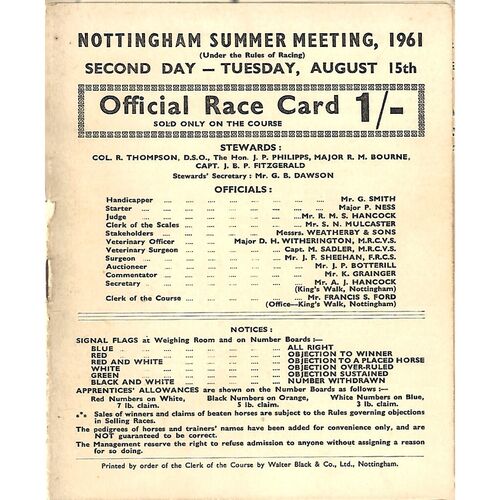 NOTTINGHAM SUMMER MEETING, 1961
(Under the Rules of Racing)
SECOND DAY — TUESDAY, AUGUST 15th
Official Race Card 1/-
SOLD ONLY ON THE COURSE
STEWARDS :
COL. R. THOMPSON, D.S.O., The Hon. J. P. PHILIPPS, MAJOR R. M. BOURNE,
CAPT. J. B. P. FITZGERALD
Stewards' Secretary : Mr. G. B. DAWSON
OFFICIALS :
Handicapper .... .... .... .... .... Mr. G. SMITH
Starter .... .... .... .... .... Major P. NESS
Judge .... .... .... .... .... Mr. R. M. S. HANCOCK
Clerk of the Scales .... .... .... .... Mr. S. N. MULCASTER
Stakeholders .... .... .... .... Messrs. WEATHERBY & SONS
Veterinary Officer .... Major D. H. WITHERINGTON, M.R.C.V.S.
Veterinary Surgeon .... .... .... Capt. M. SADLER, M.R.C.V.S.
Surgeon .... .... .... .... Mr. J. F. SHEEHAN, F.R.C.S.
Auctioneer .... .... .... .... Mr. J. P. BOTTERILL
Commentator .... .... .... .... Mr. K. GRAINGER
Secretary .... .... .... .... Mr. A. J. HANCOCK
(King's Walk, Nottingham)
Clerk of the Course .... .... .... Mr. FRANCIS S. FORD
(Office—King's Walk, Nottingham)
NOTICES :
SIGNAL FLAGS at Weighing Room and on Number Boards :—
BLUE .... .... .... .... ALL RIGHT
RED .... .... .... .... OBJECTION TO WINNER
RED AND WHITE .... .... .... OBJECTION TO A PLACED HORSE
WHITE .... .... .... .... OBJECTION OVER-RULED
GREEN .... .... .... .... OBJECTION SUSTAINED
BLACK AND WHITE .... .... .... NUMBER WITHDRAWN
APPRENTICES' ALLOWANCES are shown on the Number Boards as follows :—
Red Numbers on White, Black Numbers on Orange, White Numbers on Blue,
7 lb. claim. 5 lb. claim. 3 lb. claim.
*** Sales of winners and claims of beaten horses are subject to the Rules governing objections
in Selling Races.
The pedigrees of horses and trainers' names have been added for convenience only, and are
NOT guaranteed to be correct.
The Management reserve the right to refuse admission to anyone without assigning a reason
for so doing.
Printed by order of the Clerk of the Course by Walter Black & Co., Ltd., Nottingham.